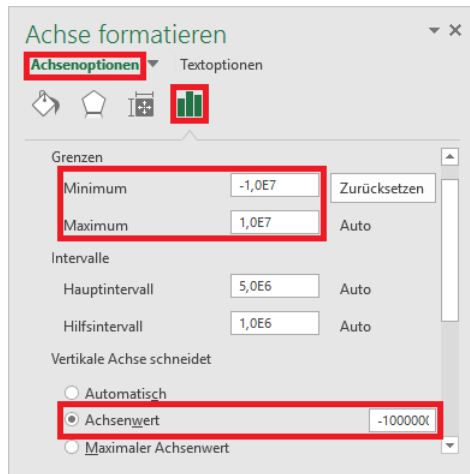 Achse formatieren
Achsenoptionen Textoptionen
Grenzen
Minimum -1,0E7 Zurücksetzen
Maximum 1,0E7 Auto
Intervalle
Hauptintervall 5,0E6 Auto
Hilfsintervall 1,0E6 Auto
Vertikale Achse schneidet
Automatisch
Achsenwert
Maximaler Achsenwert